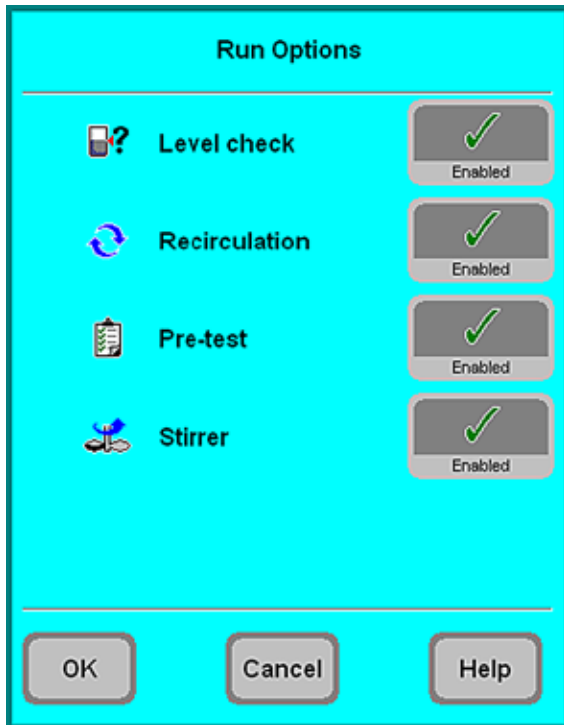 Run Options
Level check
Enabled
Recirculation
Enabled
Pre-test
Enabled
Stirrer
Enabled
OK
Cancel
Help